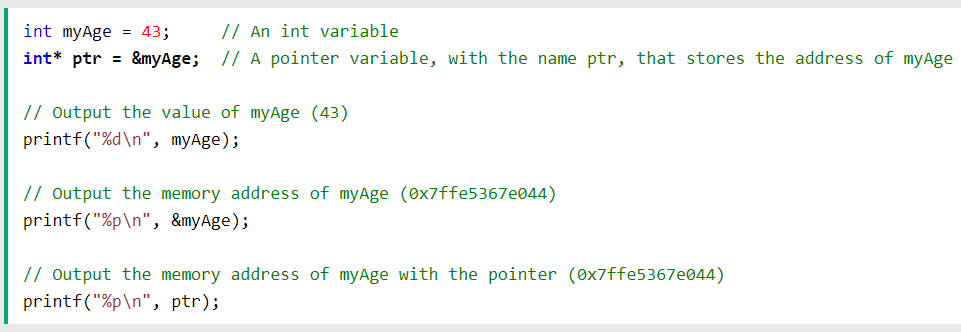 int myAge = 43;     // An int variable
int* ptr = &myAge;  // A pointer variable, with the name ptr, that stores the address of myAge
// Output the value of myAge (43)
printf("%d\n", myAge);
// Output the memory address of myAge (0x7ffe5367e044)
printf("%p\n", &myAge);
// Output the memory address of myAge with the pointer (0x7ffe5367e044)
printf("%p\n", ptr);